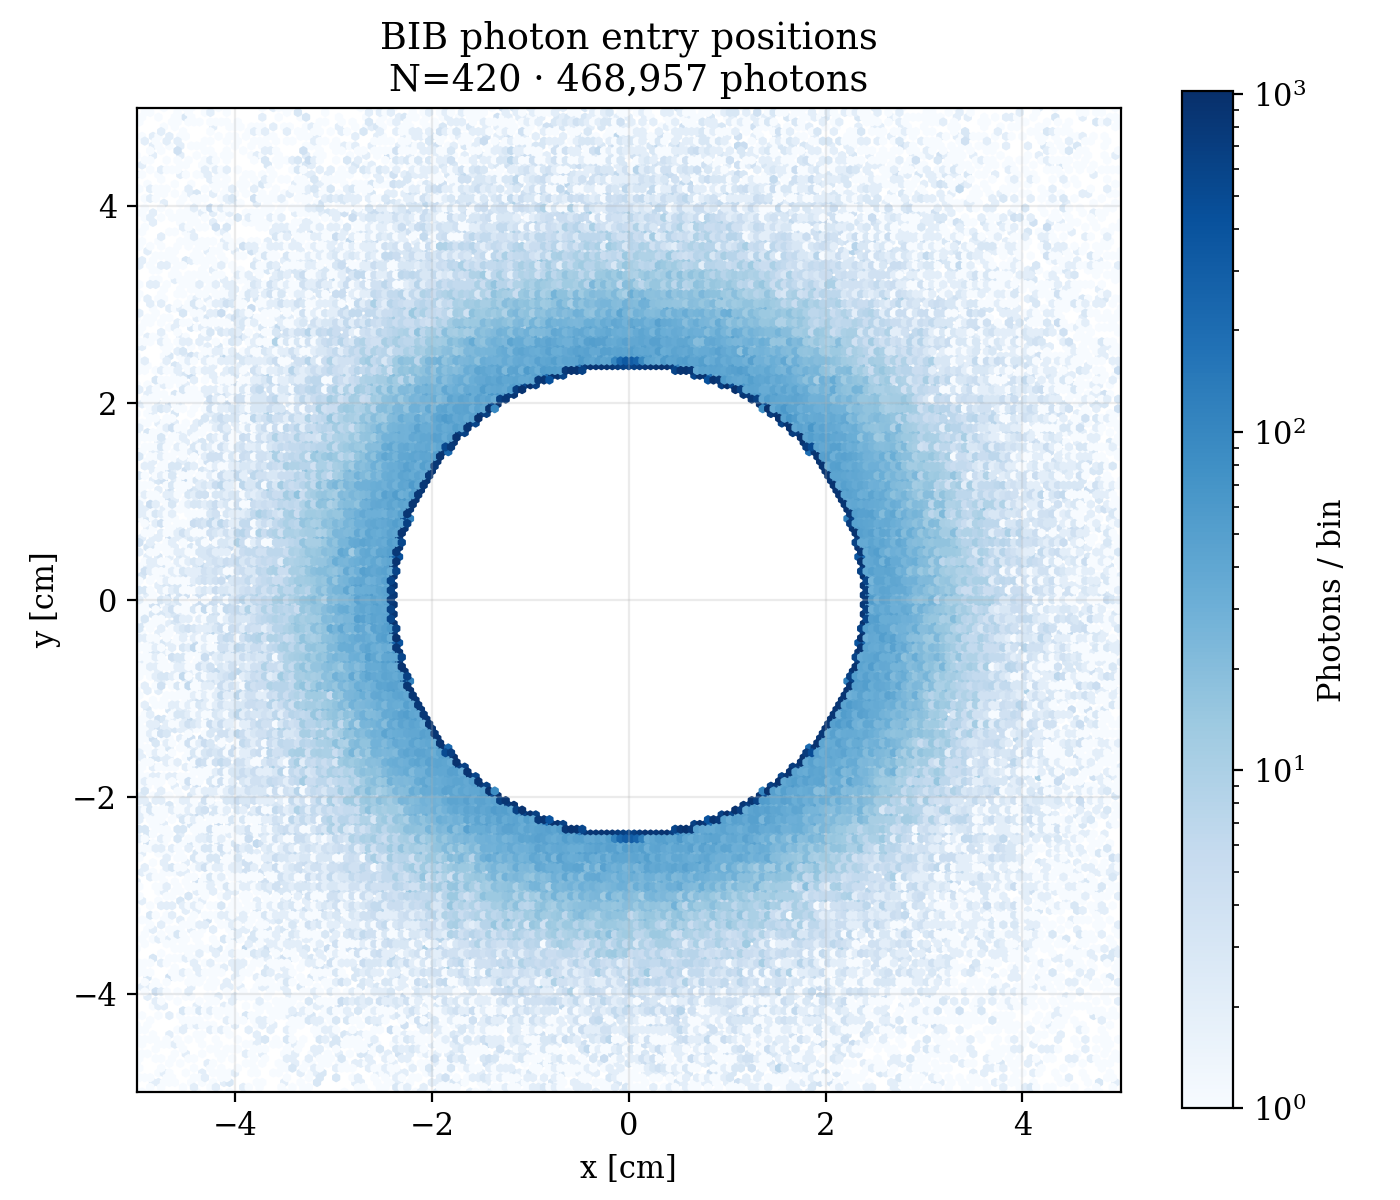 BIB photon entry positions
N=420 · 468,957 photons
10³
10²
10¹
10⁰
Photons / bin
4
2
0
−2
−4
y [cm]
−4
−2
0
2
4
x [cm]